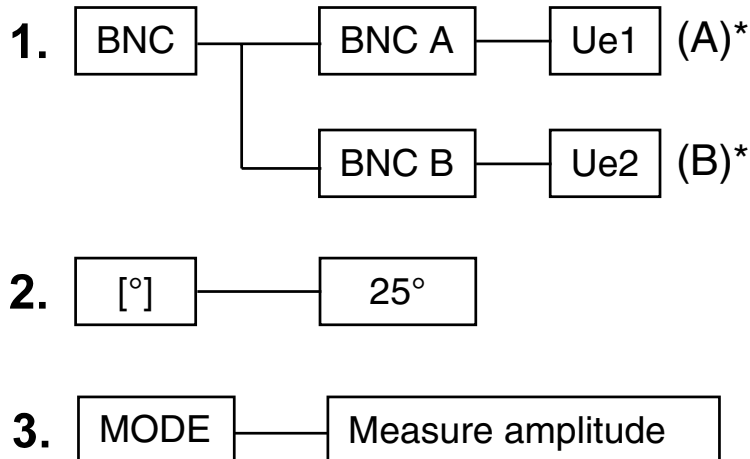 1. BNC BNC A Ue1 (A)*
BNC B Ue2 (B)*
2. [°] 25°
3. MODE Measure amplitude